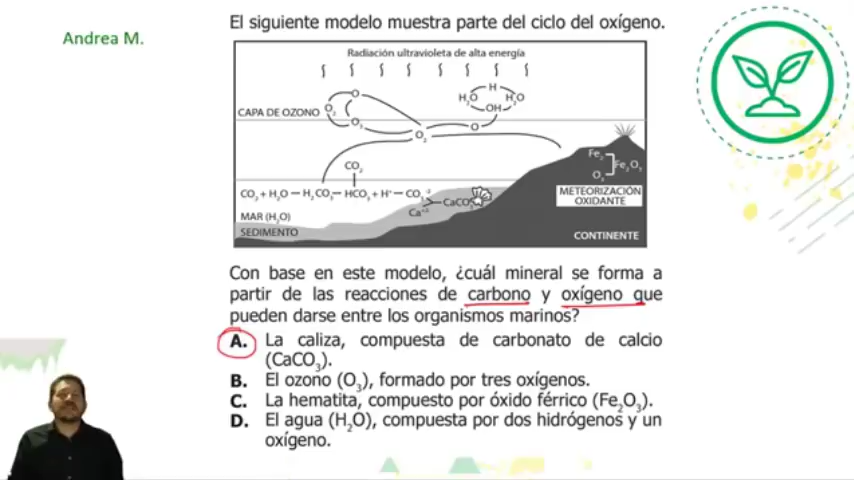 Andrea M.
El siguiente modelo muestra parte del ciclo del oxígeno.
Radiación ultravioleta de alta energía
O
H
H₂O
H₂O
O₂
OH
CAPA DE OZONO
O₃
O
O₂
Fe₂
Fe₂O₃
O₃
CO₂
CO₂ + H₂O — H₂CO₃ — HCO₃ + H⁺ — CO₃⁻²
CaCO₃
Ca⁺²
METEORIZACIÓN
OXIDANTE
MAR (H₂O)
SEDIMENTO
CONTINENTE
Con base en este modelo, ¿cuál mineral se forma a
partir de las reacciones de carbono y oxígeno que
pueden darse entre los organismos marinos?
A. La caliza, compuesta de carbonato de calcio
(CaCO₃).
B. El ozono (O₃), formado por tres oxígenos.
C. La hematita, compuesto por óxido férrico (Fe₂O₃).
D. El agua (H₂O), compuesta por dos hidrógenos y un
oxígeno.